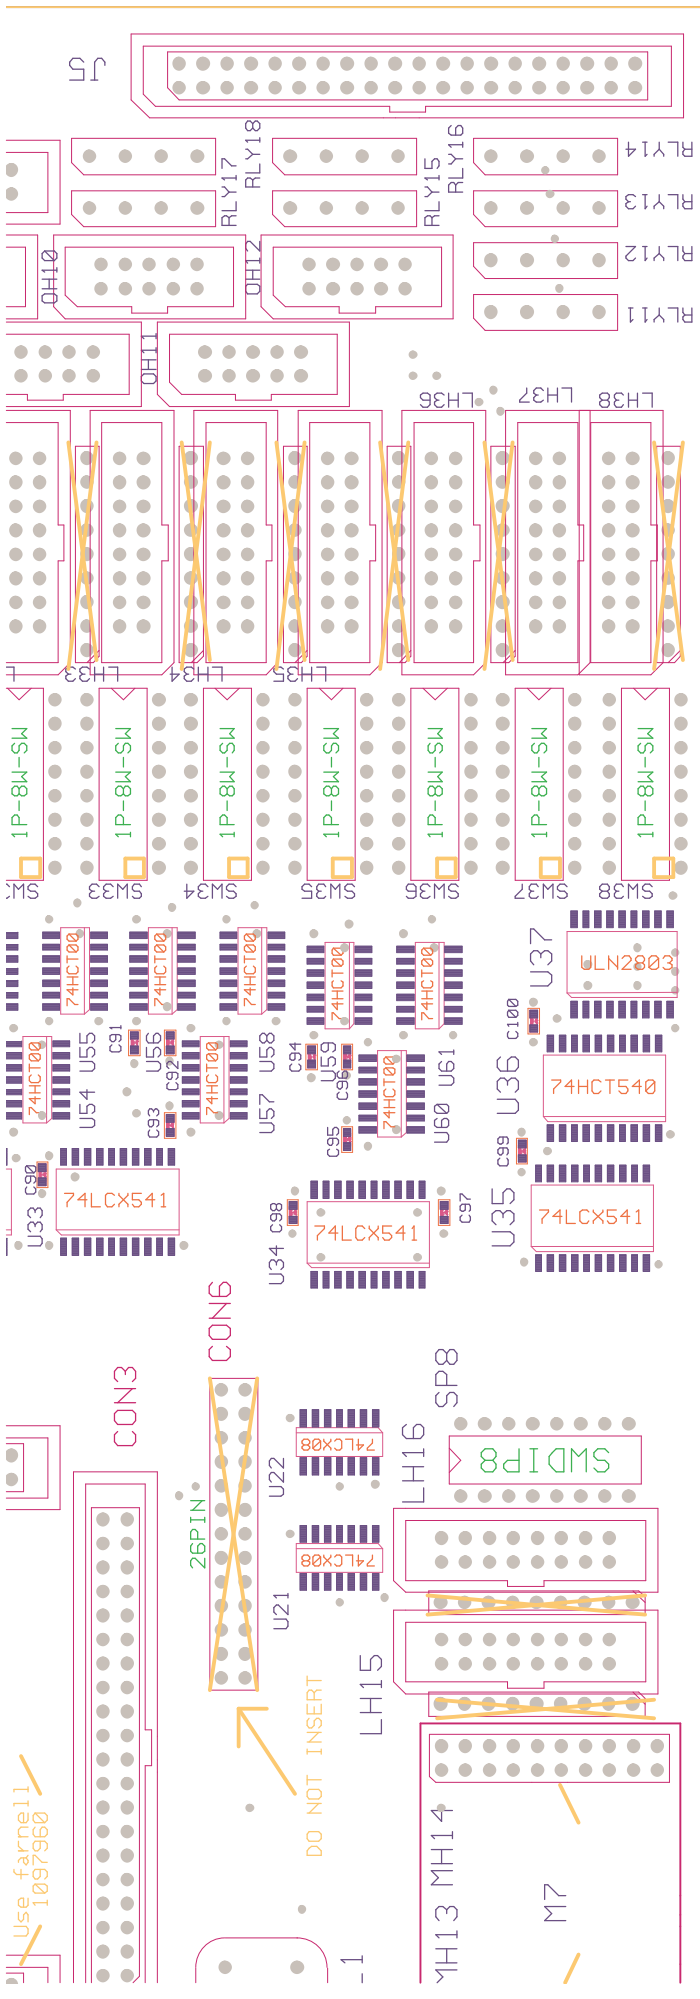 J5
RLY17
RLY18
RLY15
RLY16
RLY14
RLY13
RLY12
RLY11
OH10
OH12
OH11
LH36
LH37
LH38
LH33
LH34
LH35
1P-8W-SW
1P-8W-SW
1P-8W-SW
1P-8W-SW
1P-8W-SW
1P-8W-SW
1P-8W-SW
SW33
SW34
SW35
SW36
SW37
SW38
74HCT00
74HCT00
74HCT00
74HCT00
74HCT00
U37
ULN2803
C91
U55
U56
C92
U58
C94
U59
C96
U61
C100
U36
74HCT540
74HCT00
U54
C93
74HCT00
U57
C95
74HCT00
U60
C99
C90
U33
74LCX541
C98
U34
74LCX541
C97
U35
74LCX541
CON6
CON3
SP8
SWDIP8
LH16
74LCX08
U22
26PIN
74LCX08
U21
LH15
DO NOT INSERT
Use farnell
1097960
MH14
MH13
M7